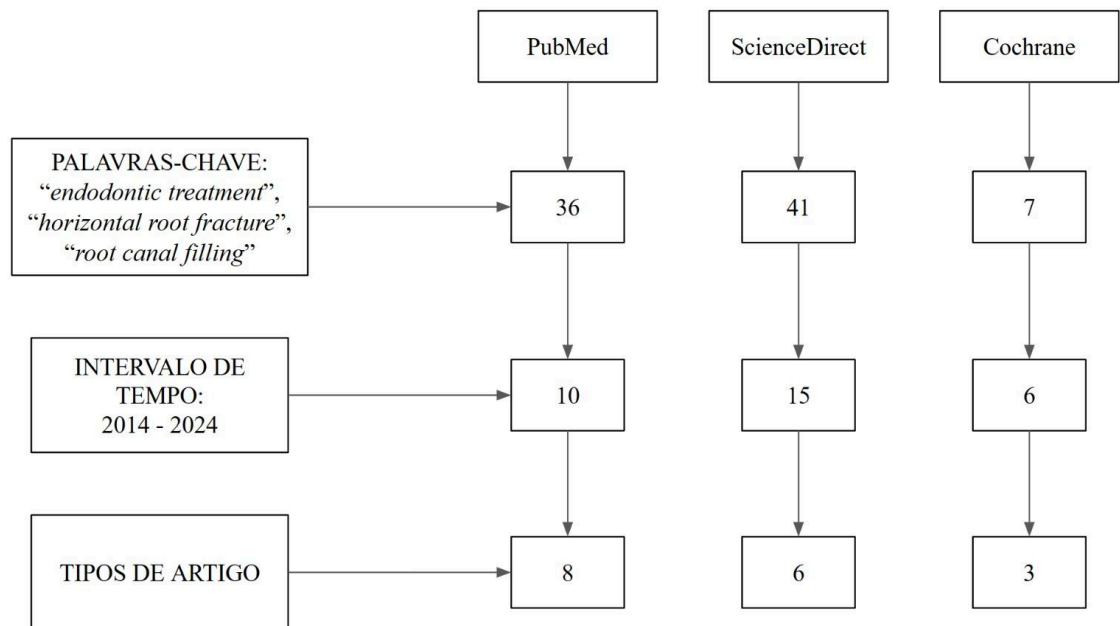 PubMed
ScienceDirect
Cochrane
PALAVRAS-CHAVE:
“endodontic treatment”,
“horizontal root fracture”,
“root canal filling”
36
41
7
INTERVALO DE
TEMPO:
2014 - 2024
10
15
6
TIPOS DE ARTIGO
8
6
3